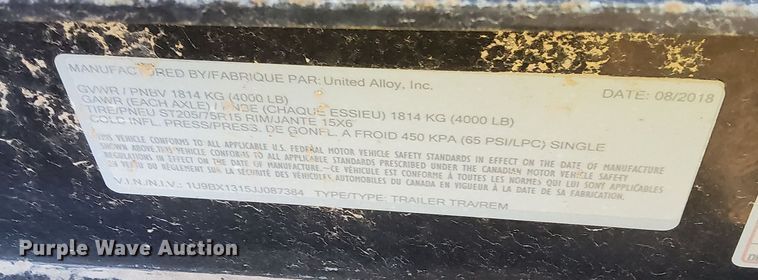 MANUFACTURED BY/FABRIQUE PAR: United Alloy, Inc. DATE: 08/2018
GVWR / PNBV 1814 KG (4000 LB)
GAWR (EACH AXLE) / PNBE (CHAQUE ESSIEU) 1814 KG (4000 LB)
TIRE/PNEU ST205/75R15 RIM/JANTE 15X6
COLD INFL. PRESS/PRESS. DE GONFL. A FROID 450 KPA (65 PSI/LPC) SINGLE
THIS VEHICLE CONFORMS TO ALL APPLICABLE U.S. FEDERAL MOTOR VEHICLE SAFETY STANDARDS IN EFFECT ON THE DATE OF MANUFACTURE
SHOWN ABOVE. THIS VEHICLE CONFORMS TO ALL APPLICABLE STANDARDS PRESCRIBED UNDER THE CANADIAN MOTOR VEHICLE SAFETY
REGULATIONS IN EFFECT ON THE DATE OF MANUFACTURE.—CE VEHICULE EST CONFORME A TOUTES LES NORMES QUI LUI SONT
VERTU DU RÈGLEMENT SUR LA SÉCURITÉ DES VÉHICULES AUTOMOBILES DU CANADA EN VIGUEUR À LA DATE DE SA FABRICATION.
V.I.N./N.I.V.: 1U9BX1315JJ087384 TYPE/TYPE: TRAILER TRA/REM
Purple Wave Auction